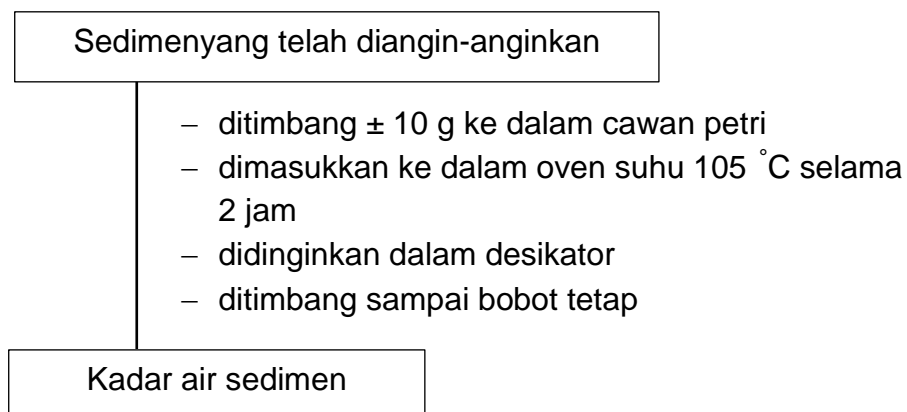 Sedimenyang telah diangin-anginkan
– ditimbang ± 10 g ke dalam cawan petri
– dimasukkan ke dalam oven suhu 105 °C selama
2 jam
– didinginkan dalam desikator
– ditimbang sampai bobot tetap
Kadar air sedimen